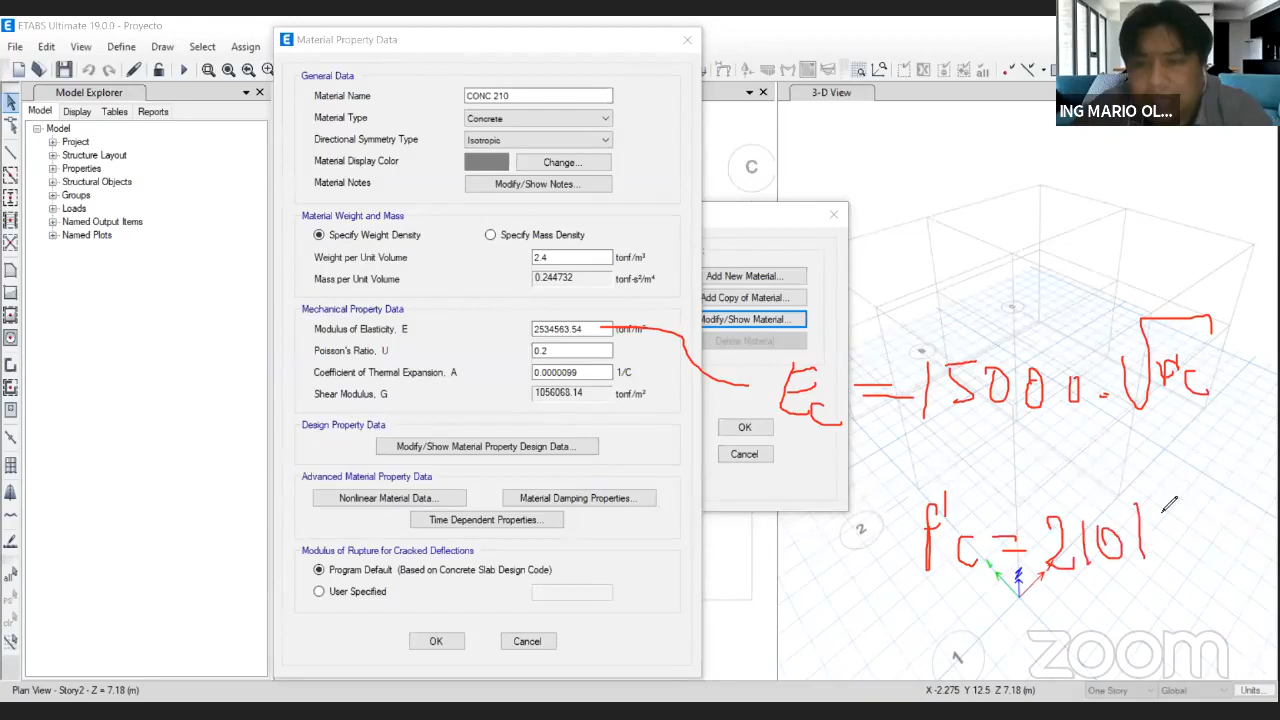 ETABS Ultimate 19.0.0 - Proyecto
File Edit View Define Draw Select Assign
Model Explorer
Model Display Tables Reports
Model
Project
Structure Layout
Properties
Structural Objects
Groups
Loads
Named Output Items
Named Plots
Material Property Data
General Data
Material Name CONC 210
Material Type Concrete
Directional Symmetry Type Isotropic
Material Display Color Change...
Material Notes Modify/Show Notes...
Material Weight and Mass
Specify Weight Density Specify Mass Density
Weight per Unit Volume 2.4 tonf/m³
Mass per Unit Volume 0.244732 tonf-s²/m⁴
Mechanical Property Data
Modulus of Elasticity, E 2534563.54 tonf/m²
Poisson's Ratio, U 0.2
Coefficient of Thermal Expansion, A 0.0000099 1/C
Shear Modulus, G 1056068.14 tonf/m²
Design Property Data
Modify/Show Material Property Design Data...
Advanced Material Property Data
Nonlinear Material Data... Material Damping Properties...
Time Dependent Properties...
Modulus of Rupture for Cracked Deflections
Program Default (Based on Concrete Slab Design Code)
User Specified
OK Cancel
Add New Material...
Add Copy of Material...
Modify/Show Material...
Delete Material
OK
Cancel
3-D View
ING MARIO OL...
C
Ec = 15000.√f'c
2
f'c = 210
1
zoom
Plan View - Story2 - Z = 7.18 (m)
X -2.275 Y 12.5 Z 7.18 (m)
One Story Global Units...